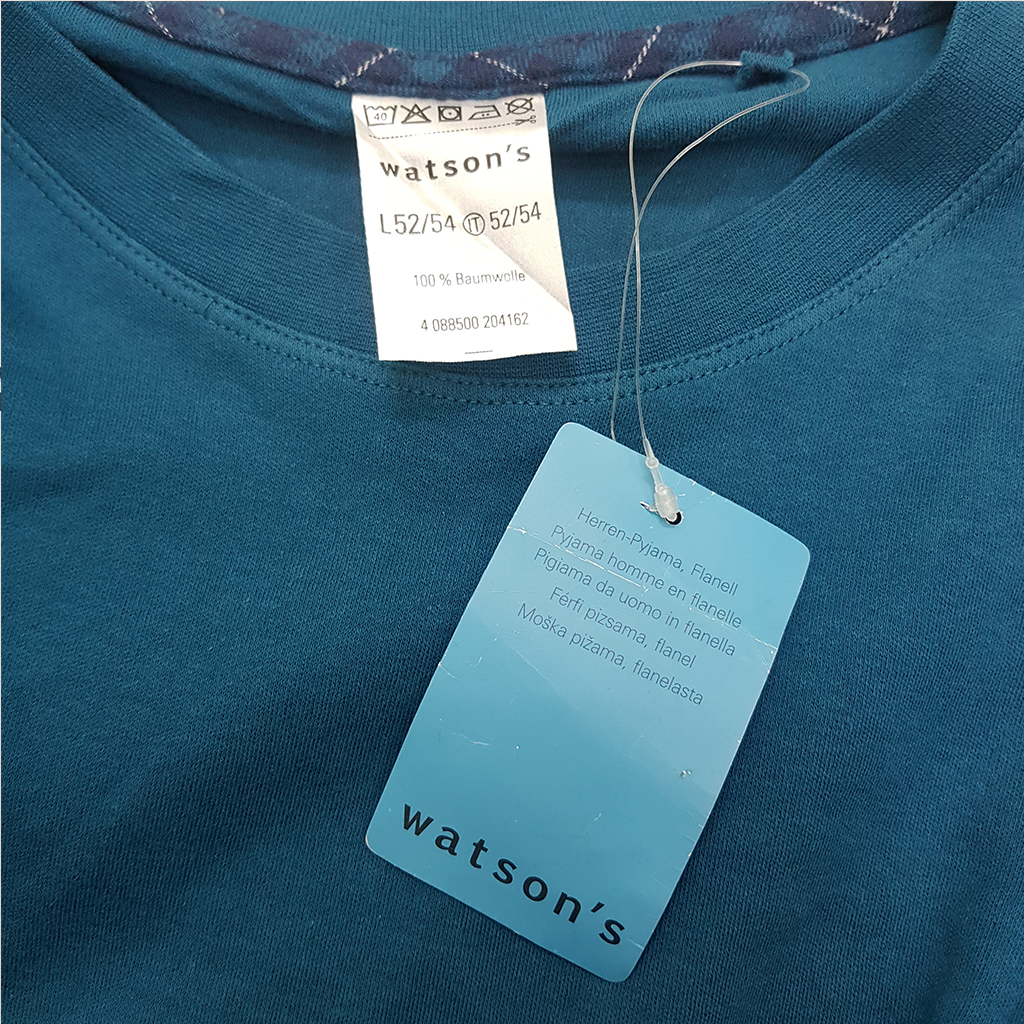 40
watson's
L52/54 IT 52/54
100 % Baumwolle
4 088500 204162
Herren-Pyjama, Flanell
Pyjama homme en flanelle
Pigiama da uomo in flanella
Férfi pizsama, flanel
Moška pižama, flanelasta
watson's